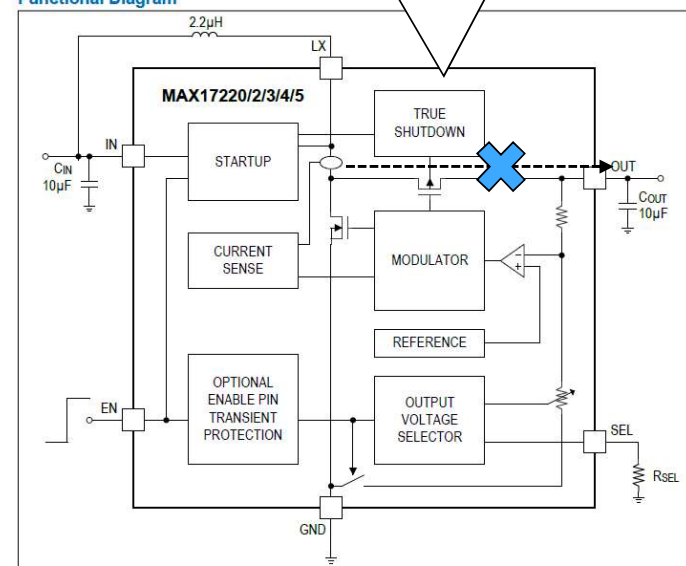 Functional Diagram
2.2µH
LX
MAX17220/2/3/4/5
TRUE
SHUTDOWN
IN
STARTUP
OUT
CIN
10µF
COUT
10µF
CURRENT
SENSE
MODULATOR
-
+
REFERENCE
OPTIONAL
ENABLE PIN
TRANSIENT
PROTECTION
EN
OUTPUT
VOLTAGE
SELECTOR
SEL
RSEL
GND